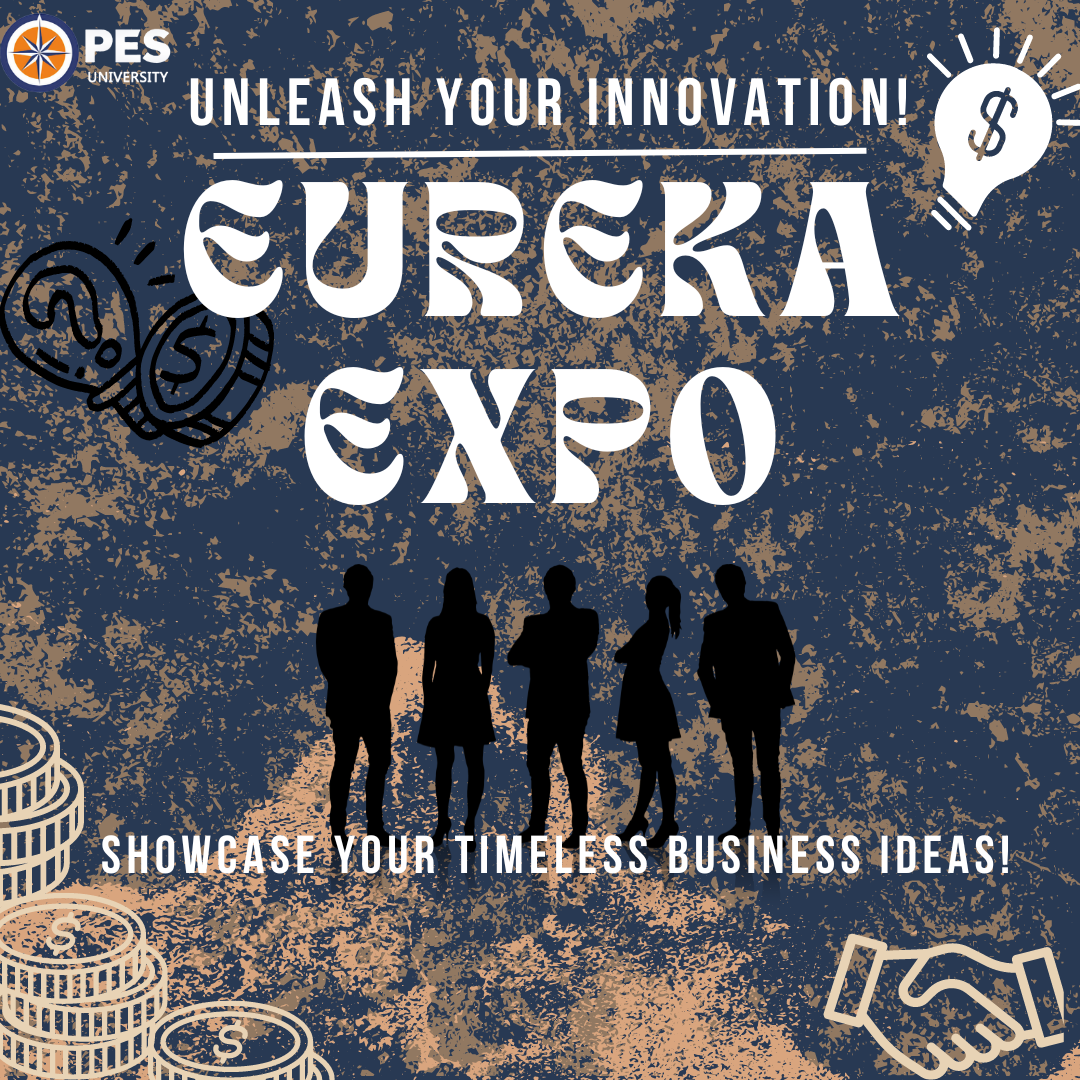 PES
UNIVERSITY
UNLEASH YOUR INNOVATION!
EUREKA
EXPO
SHOWCASE YOUR TIMELESS BUSINESS IDEAS!
$
?
$
$
$